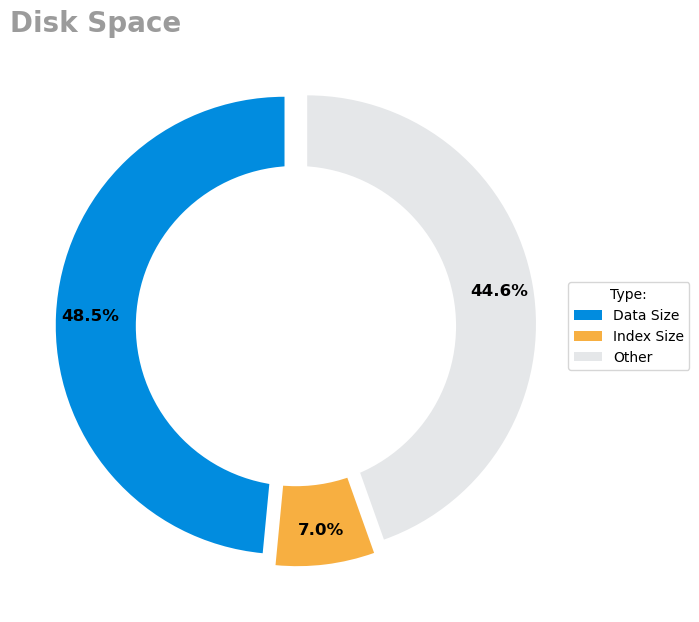 Disk Space
44.6%
48.5%
7.0%
Type:
Data Size
Index Size
Other